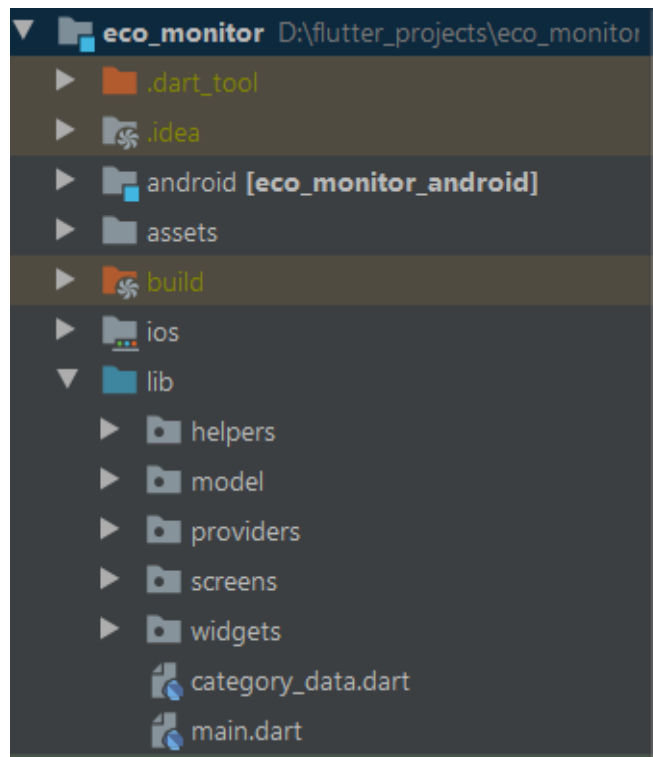 eco_monitor D:\flutter_projects\eco_monitor
.dart_tool
.idea
android [eco_monitor_android]
assets
build
ios
lib
helpers
model
providers
screens
widgets
category_data.dart
main.dart